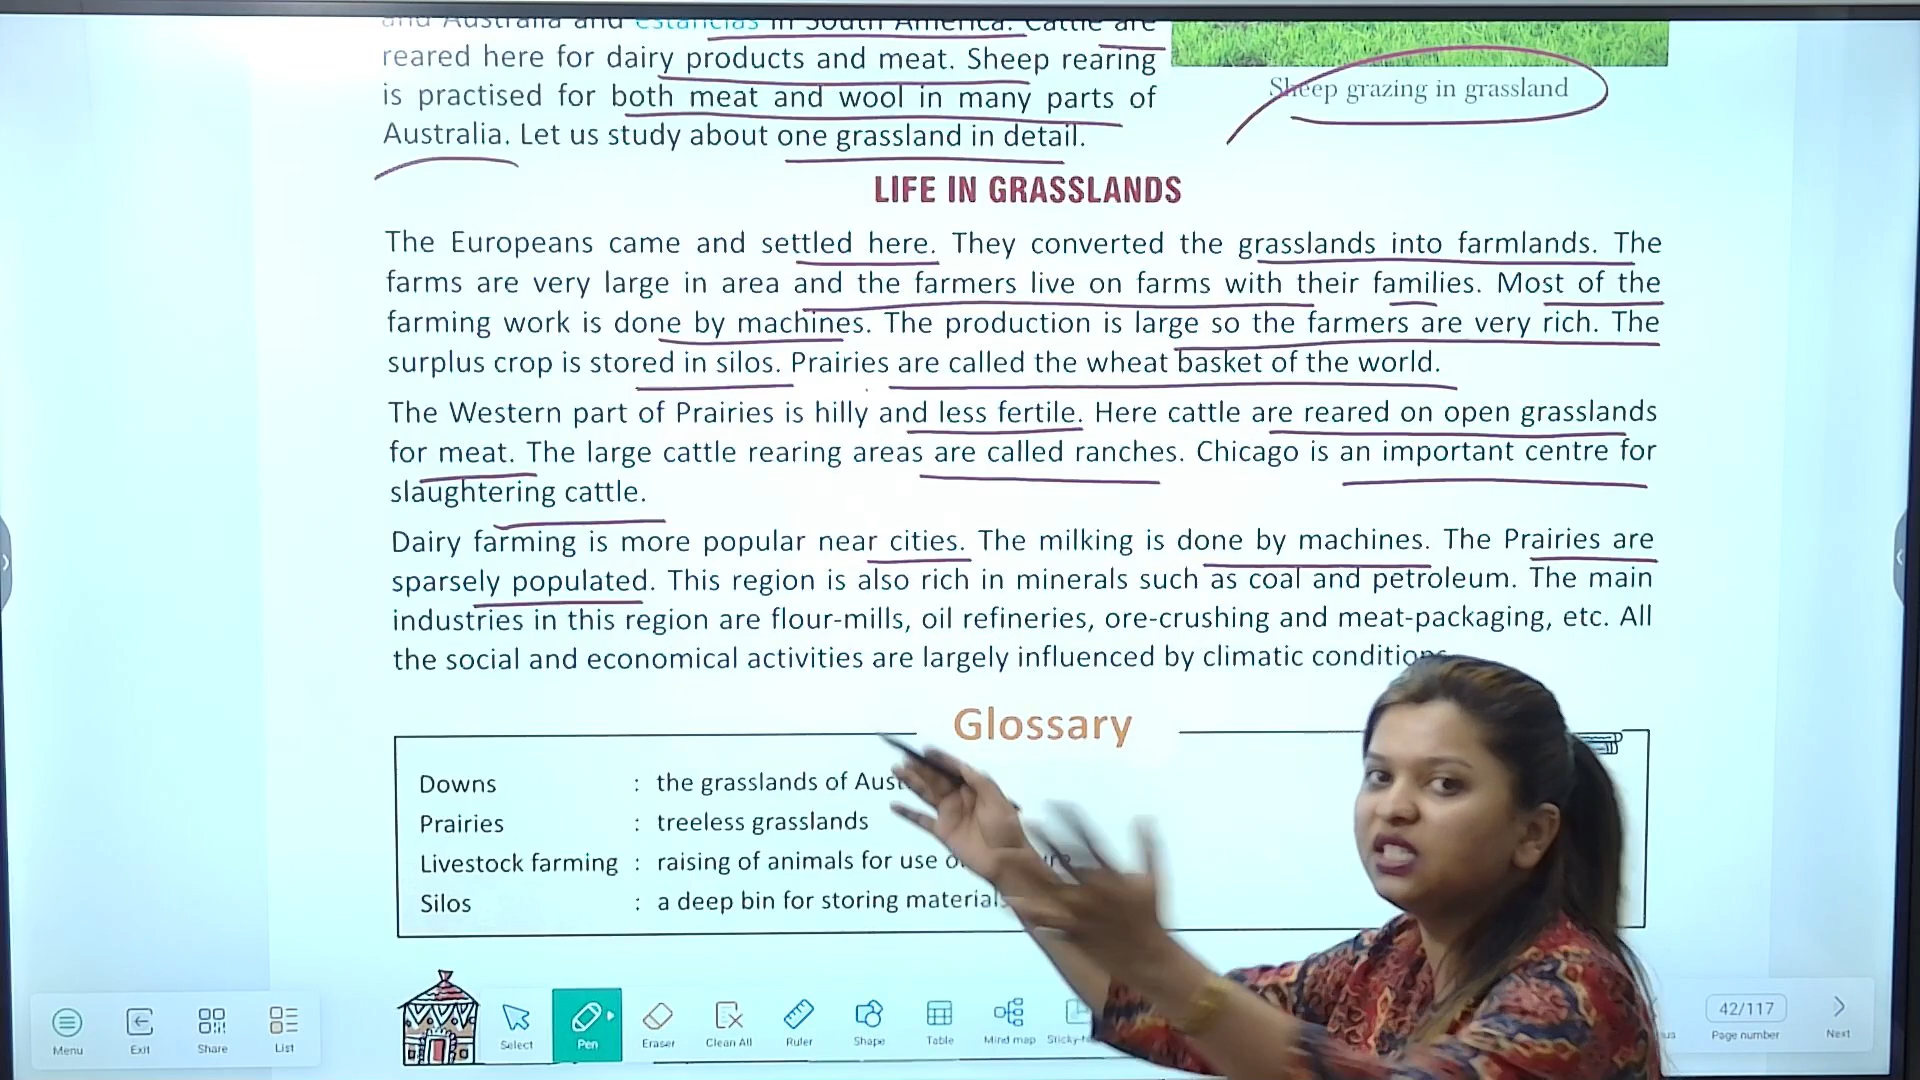 and Australia and estancias in South America. Cattle are
reared here for dairy products and meat. Sheep rearing
is practised for both meat and wool in many parts of
Australia. Let us study about one grassland in detail.
Sheep grazing in grassland
LIFE IN GRASSLANDS
The Europeans came and settled here. They converted the grasslands into farmlands. The
farms are very large in area and the farmers live on farms with their families. Most of the
farming work is done by machines. The production is large so the farmers are very rich. The
surplus crop is stored in silos. Prairies are called the wheat basket of the world.
The Western part of Prairies is hilly and less fertile. Here cattle are reared on open grasslands
for meat. The large cattle rearing areas are called ranches. Chicago is an important centre for
slaughtering cattle.
Dairy farming is more popular near cities. The milking is done by machines. The Prairies are
sparsely populated. This region is also rich in minerals such as coal and petroleum. The main
industries in this region are flour-mills, oil refineries, ore-crushing and meat-packaging, etc. All
the social and economical activities are largely influenced by climatic
Glossary
Downs : the grasslands of
Prairies : treeless grasslands
Livestock farming : raising of animals for use
Silos : a deep bin for storing
Menu Exit Share List Select Pen Eraser Clean All Ruler Shape Table Mind map
42/117
Page number Next